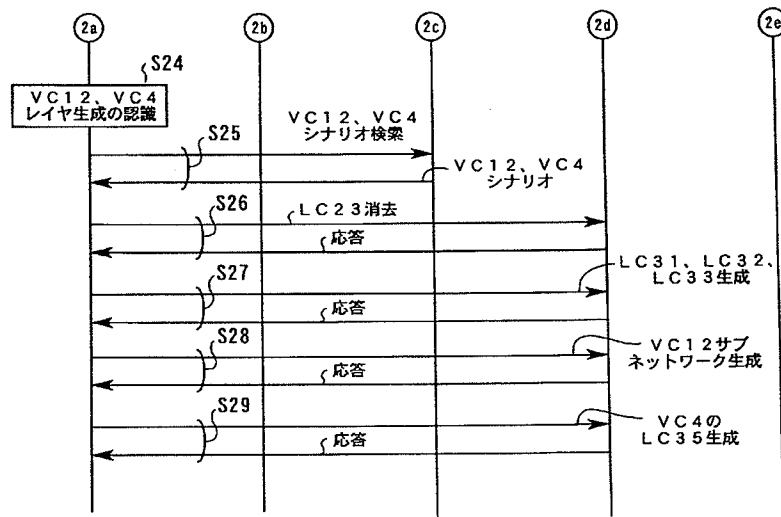 2a
2b
2c
2d
2e
S24
VC12、VC4
レイヤ生成の認識
S25
VC12、VC4
シナリオ検索
VC12、VC4
シナリオ
S26
LC23消去
応答
S27
LC31、LC32、
LC33生成
応答
S28
VC12サブ
ネットワーク生成
応答
S29
VC4の
LC35生成
応答